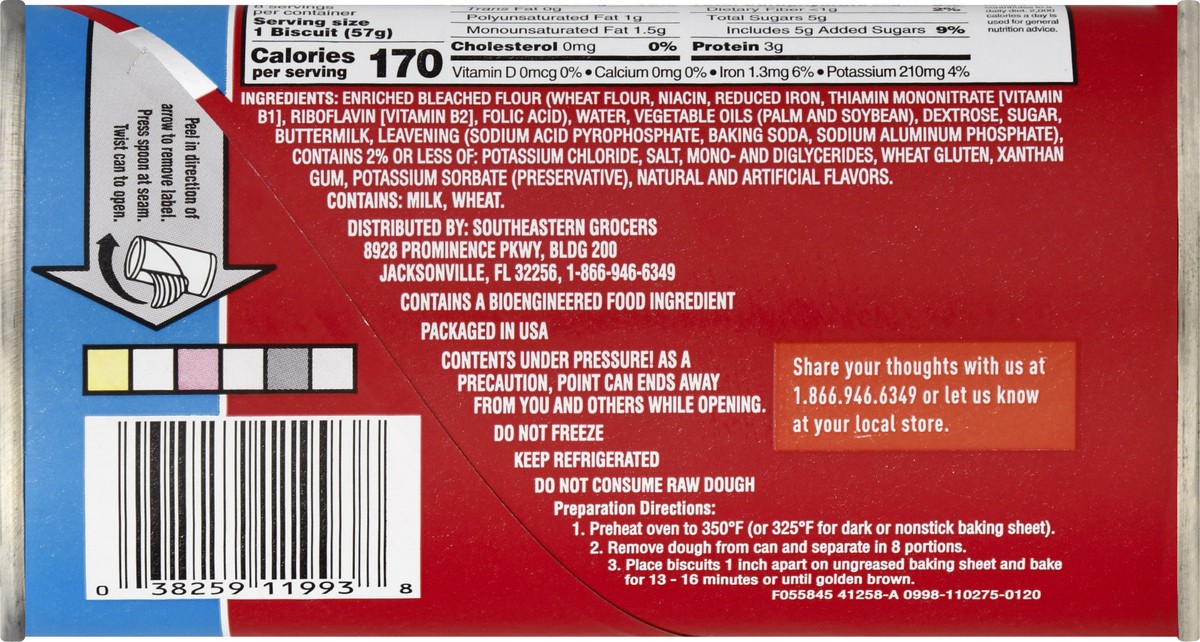 8 servings
per container
Serving size
1 Biscuit (57g)
Calories
per serving 170
Trans Fat 0g
Polyunsaturated Fat 1g
Monounsaturated Fat 1.5g
Cholesterol 0mg 0%
Dietary Fiber <1g 2%
Total Sugars 5g
Includes 5g Added Sugars 9%
Protein 3g
Vitamin D 0mcg 0% • Calcium 0mg 0% • Iron 1.3mg 6% • Potassium 210mg 4%
daily diet. 2,000
calories a day is
used for general
nutrition advice.
INGREDIENTS: ENRICHED BLEACHED FLOUR (WHEAT FLOUR, NIACIN, REDUCED IRON, THIAMIN MONONITRATE [VITAMIN
B1], RIBOFLAVIN [VITAMIN B2], FOLIC ACID), WATER, VEGETABLE OILS (PALM AND SOYBEAN), DEXTROSE, SUGAR,
BUTTERMILK, LEAVENING (SODIUM ACID PYROPHOSPHATE, BAKING SODA, SODIUM ALUMINUM PHOSPHATE),
CONTAINS 2% OR LESS OF: POTASSIUM CHLORIDE, SALT, MONO- AND DIGLYCERIDES, WHEAT GLUTEN, XANTHAN
GUM, POTASSIUM SORBATE (PRESERVATIVE), NATURAL AND ARTIFICIAL FLAVORS.
CONTAINS: MILK, WHEAT.
DISTRIBUTED BY: SOUTHEASTERN GROCERS
8928 PROMINENCE PKWY, BLDG 200
JACKSONVILLE, FL 32256, 1-866-946-6349
CONTAINS A BIOENGINEERED FOOD INGREDIENT
PACKAGED IN USA
CONTENTS UNDER PRESSURE! AS A
PRECAUTION, POINT CAN ENDS AWAY
FROM YOU AND OTHERS WHILE OPENING.
DO NOT FREEZE
KEEP REFRIGERATED
DO NOT CONSUME RAW DOUGH
Preparation Directions:
1. Preheat oven to 350°F (or 325°F for dark or nonstick baking sheet).
2. Remove dough from can and separate in 8 portions.
3. Place biscuits 1 inch apart on ungreased baking sheet and bake
for 13 - 16 minutes or until golden brown.
F055845 41258-A 0998-110275-0120
Share your thoughts with us at
1.866.946.6349 or let us know
at your local store.
Peel in direction of
arrow to remove label.
Press spoon at seam.
Twist can to open.
0 38259 11993 8